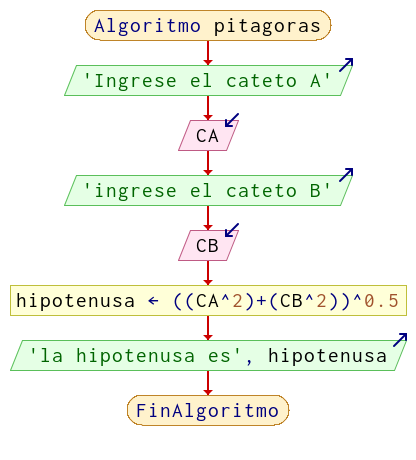 Algoritmo pitagoras
'Ingrese el cateto A'
CA
'ingrese el cateto B'
CB
hipotenusa ← ((CA^2)+(CB^2))^0.5
'la hipotenusa es', hipotenusa
FinAlgoritmo